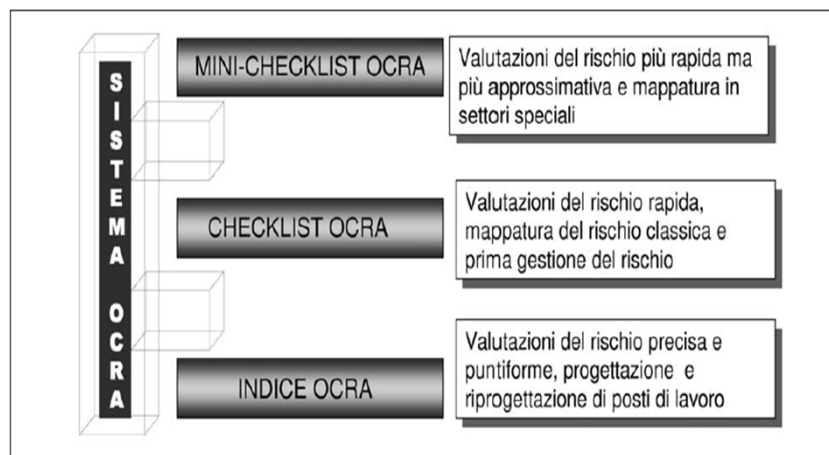 SISTEMA OCRA
MINI-CHECKLIST OCRA
Valutazioni del rischio più rapida ma
più approssimativa e mappatura in
settori speciali
CHECKLIST OCRA
Valutazioni del rischio rapida,
mappatura del rischio classica e
prima gestione del rischio
INDICE OCRA
Valutazioni del rischio precisa e
puntiforme, progettazione e
riprogettazione di posti di lavoro